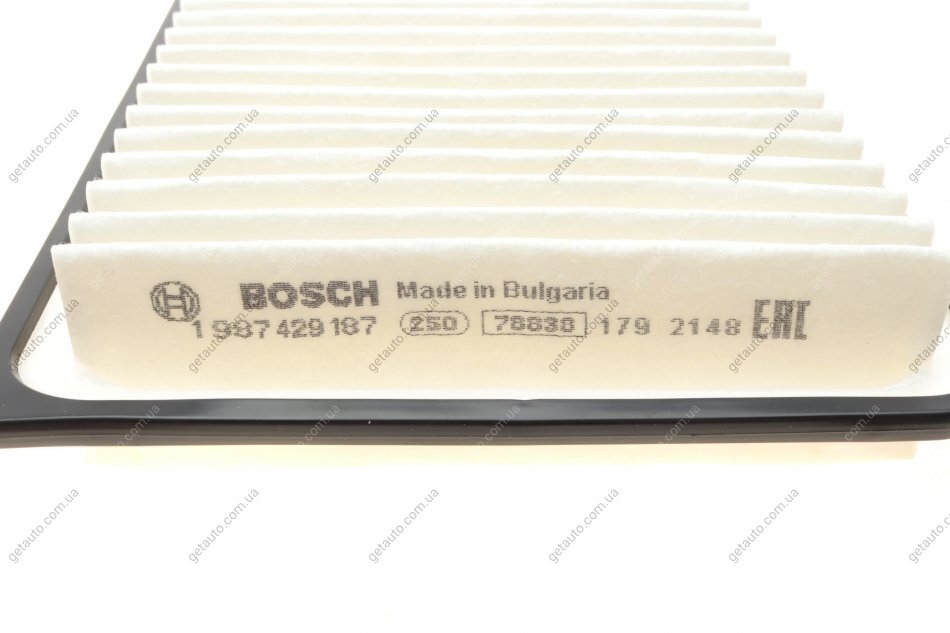 BOSCH Made in Bulgaria
1 987 429 187 250 78830 179 2148 EAC
getauto.com.ua